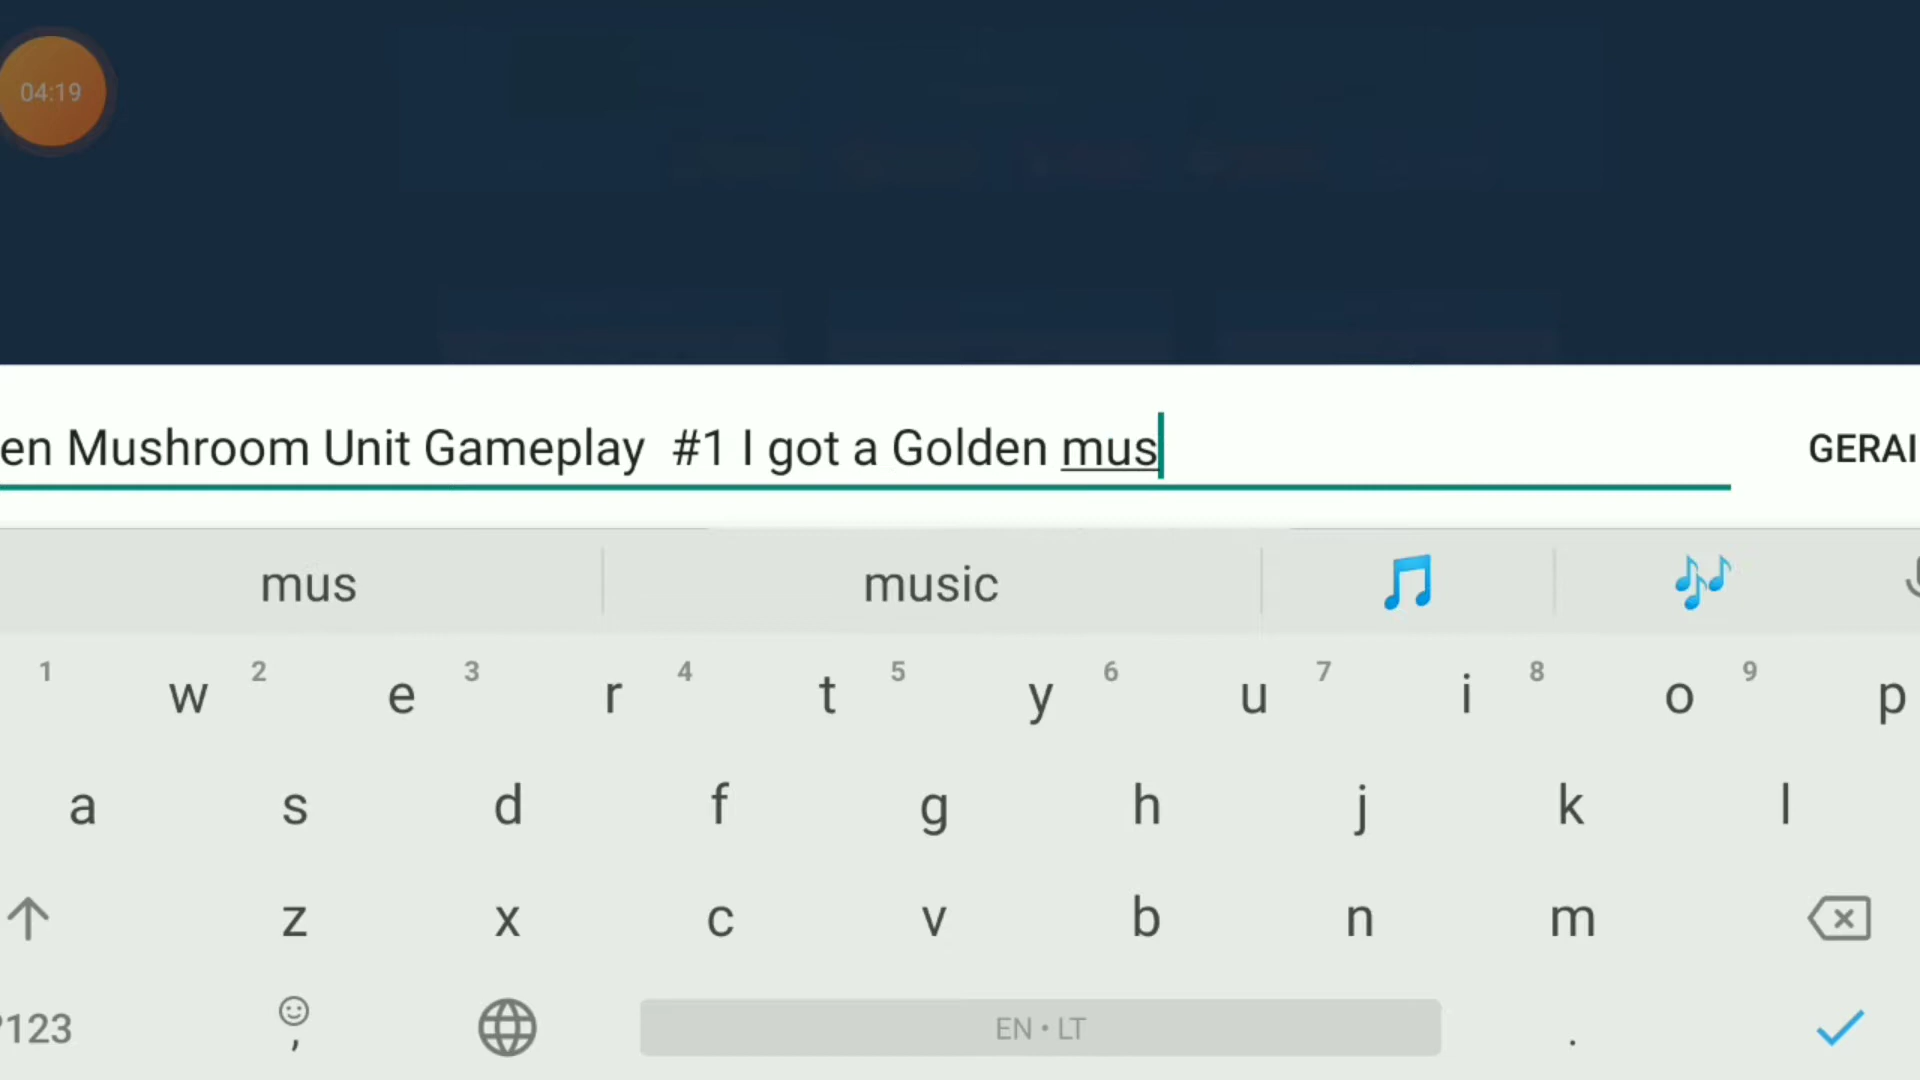 04:19
en Mushroom Unit Gameplay  #1 I got a Golden mus
GERAI
mus music
1 2 3 4 5 6 7 8 9
w e r t y u i o p
a s d f g h j k l
z x c v b n m
?123 , EN • LT .